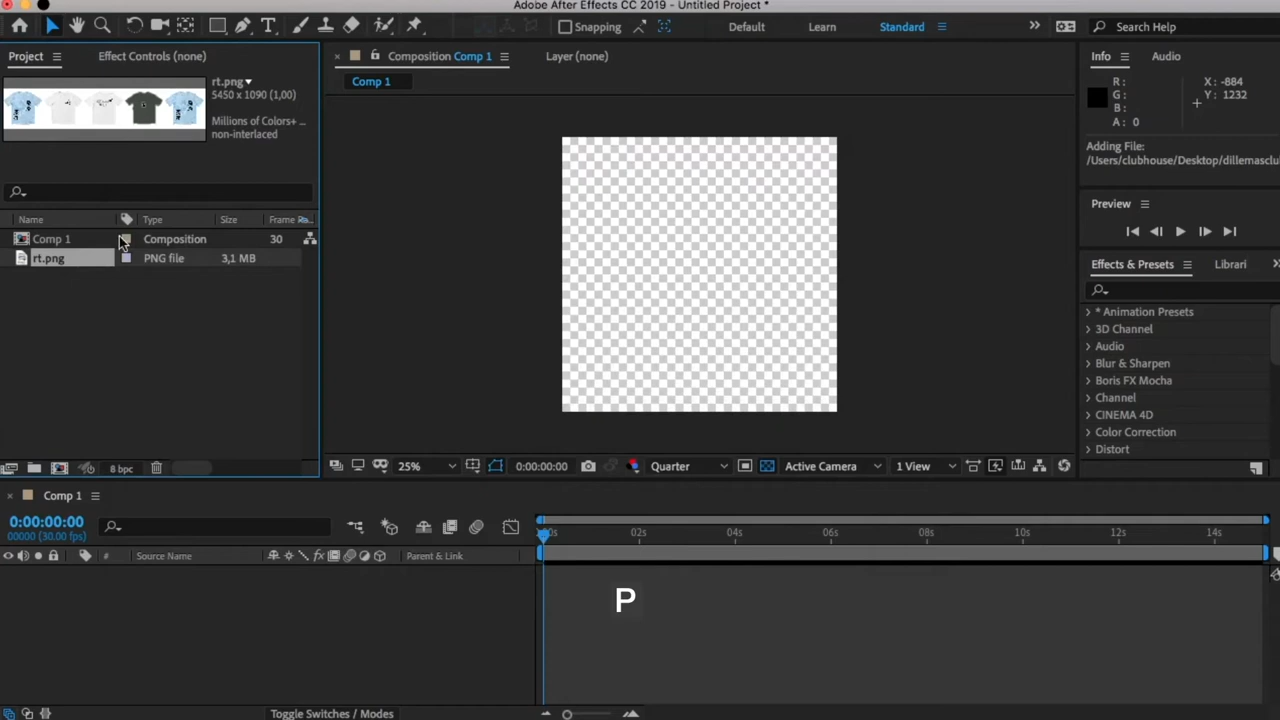 Adobe After Effects CC 2019 - Untitled Project *
Snapping
Default
Learn
Standard
Search Help
Project
Effect Controls (none)
Composition Comp 1
Layer (none)
Info
Audio
Comp 1
rt.png
5450 x 1090 (1,00)
Millions of Colors+ ...
non-interlaced
R :
G :
B :
A : 0
X : -884
Y : 1232
Adding File:
/Users/clubhouse/Desktop/dillemasclu
Preview
Name
Type
Size
Frame Ra...
Comp 1
Composition
30
rt.png
PNG file
3,1 MB
Effects & Presets
Librari
* Animation Presets
3D Channel
Audio
Blur & Sharpen
Boris FX Mocha
Channel
CINEMA 4D
Color Correction
Distort
8 bpc
25%
0:00:00:00
Quarter
Active Camera
1 View
Comp 1
0:00:00:00
00000 (30.00 fps)
:00s
02s
04s
06s
08s
10s
12s
14s
#
Source Name
fx
Parent & Link
P
Toggle Switches / Modes